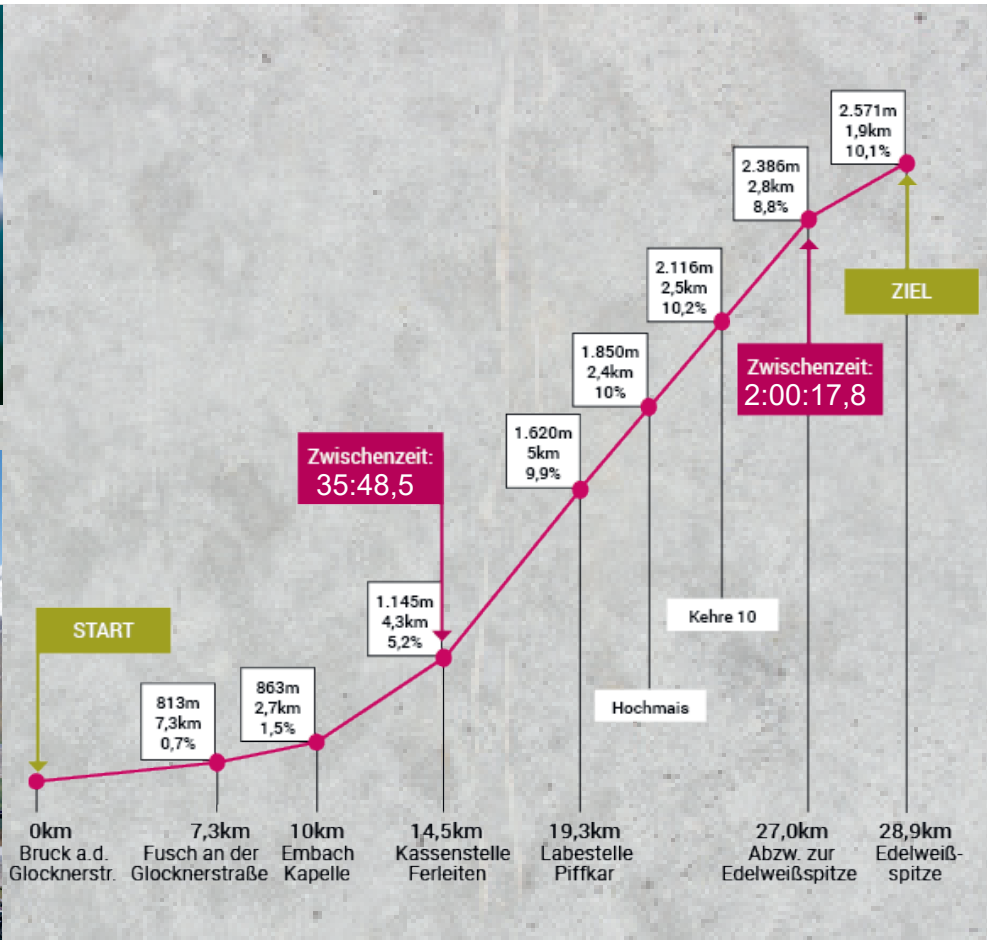 2.571m
1,9km
10,1%
2.386m
2,8km
8,8%
2.116m
2,5km
10,2%
ZIEL
1.850m
2,4km
10%
Zwischenzeit:
2:00:17,8
1.620m
5km
9,9%
Zwischenzeit:
35:48,5
1.145m
4,3km
5,2%
START
Kehre 10
813m
7,3km
0,7%
863m
2,7km
1,5%
Hochmais
0km
Bruck a.d.
Glocknerstr.
7,3km
Fusch an der
Glocknerstraße
10km
Embach
Kapelle
14,5km
Kassenstelle
Ferleiten
19,3km
Labestelle
Piffkar
27,0km
Abzw. zur
Edelweißspitze
28,9km
Edelweiß-
spitze